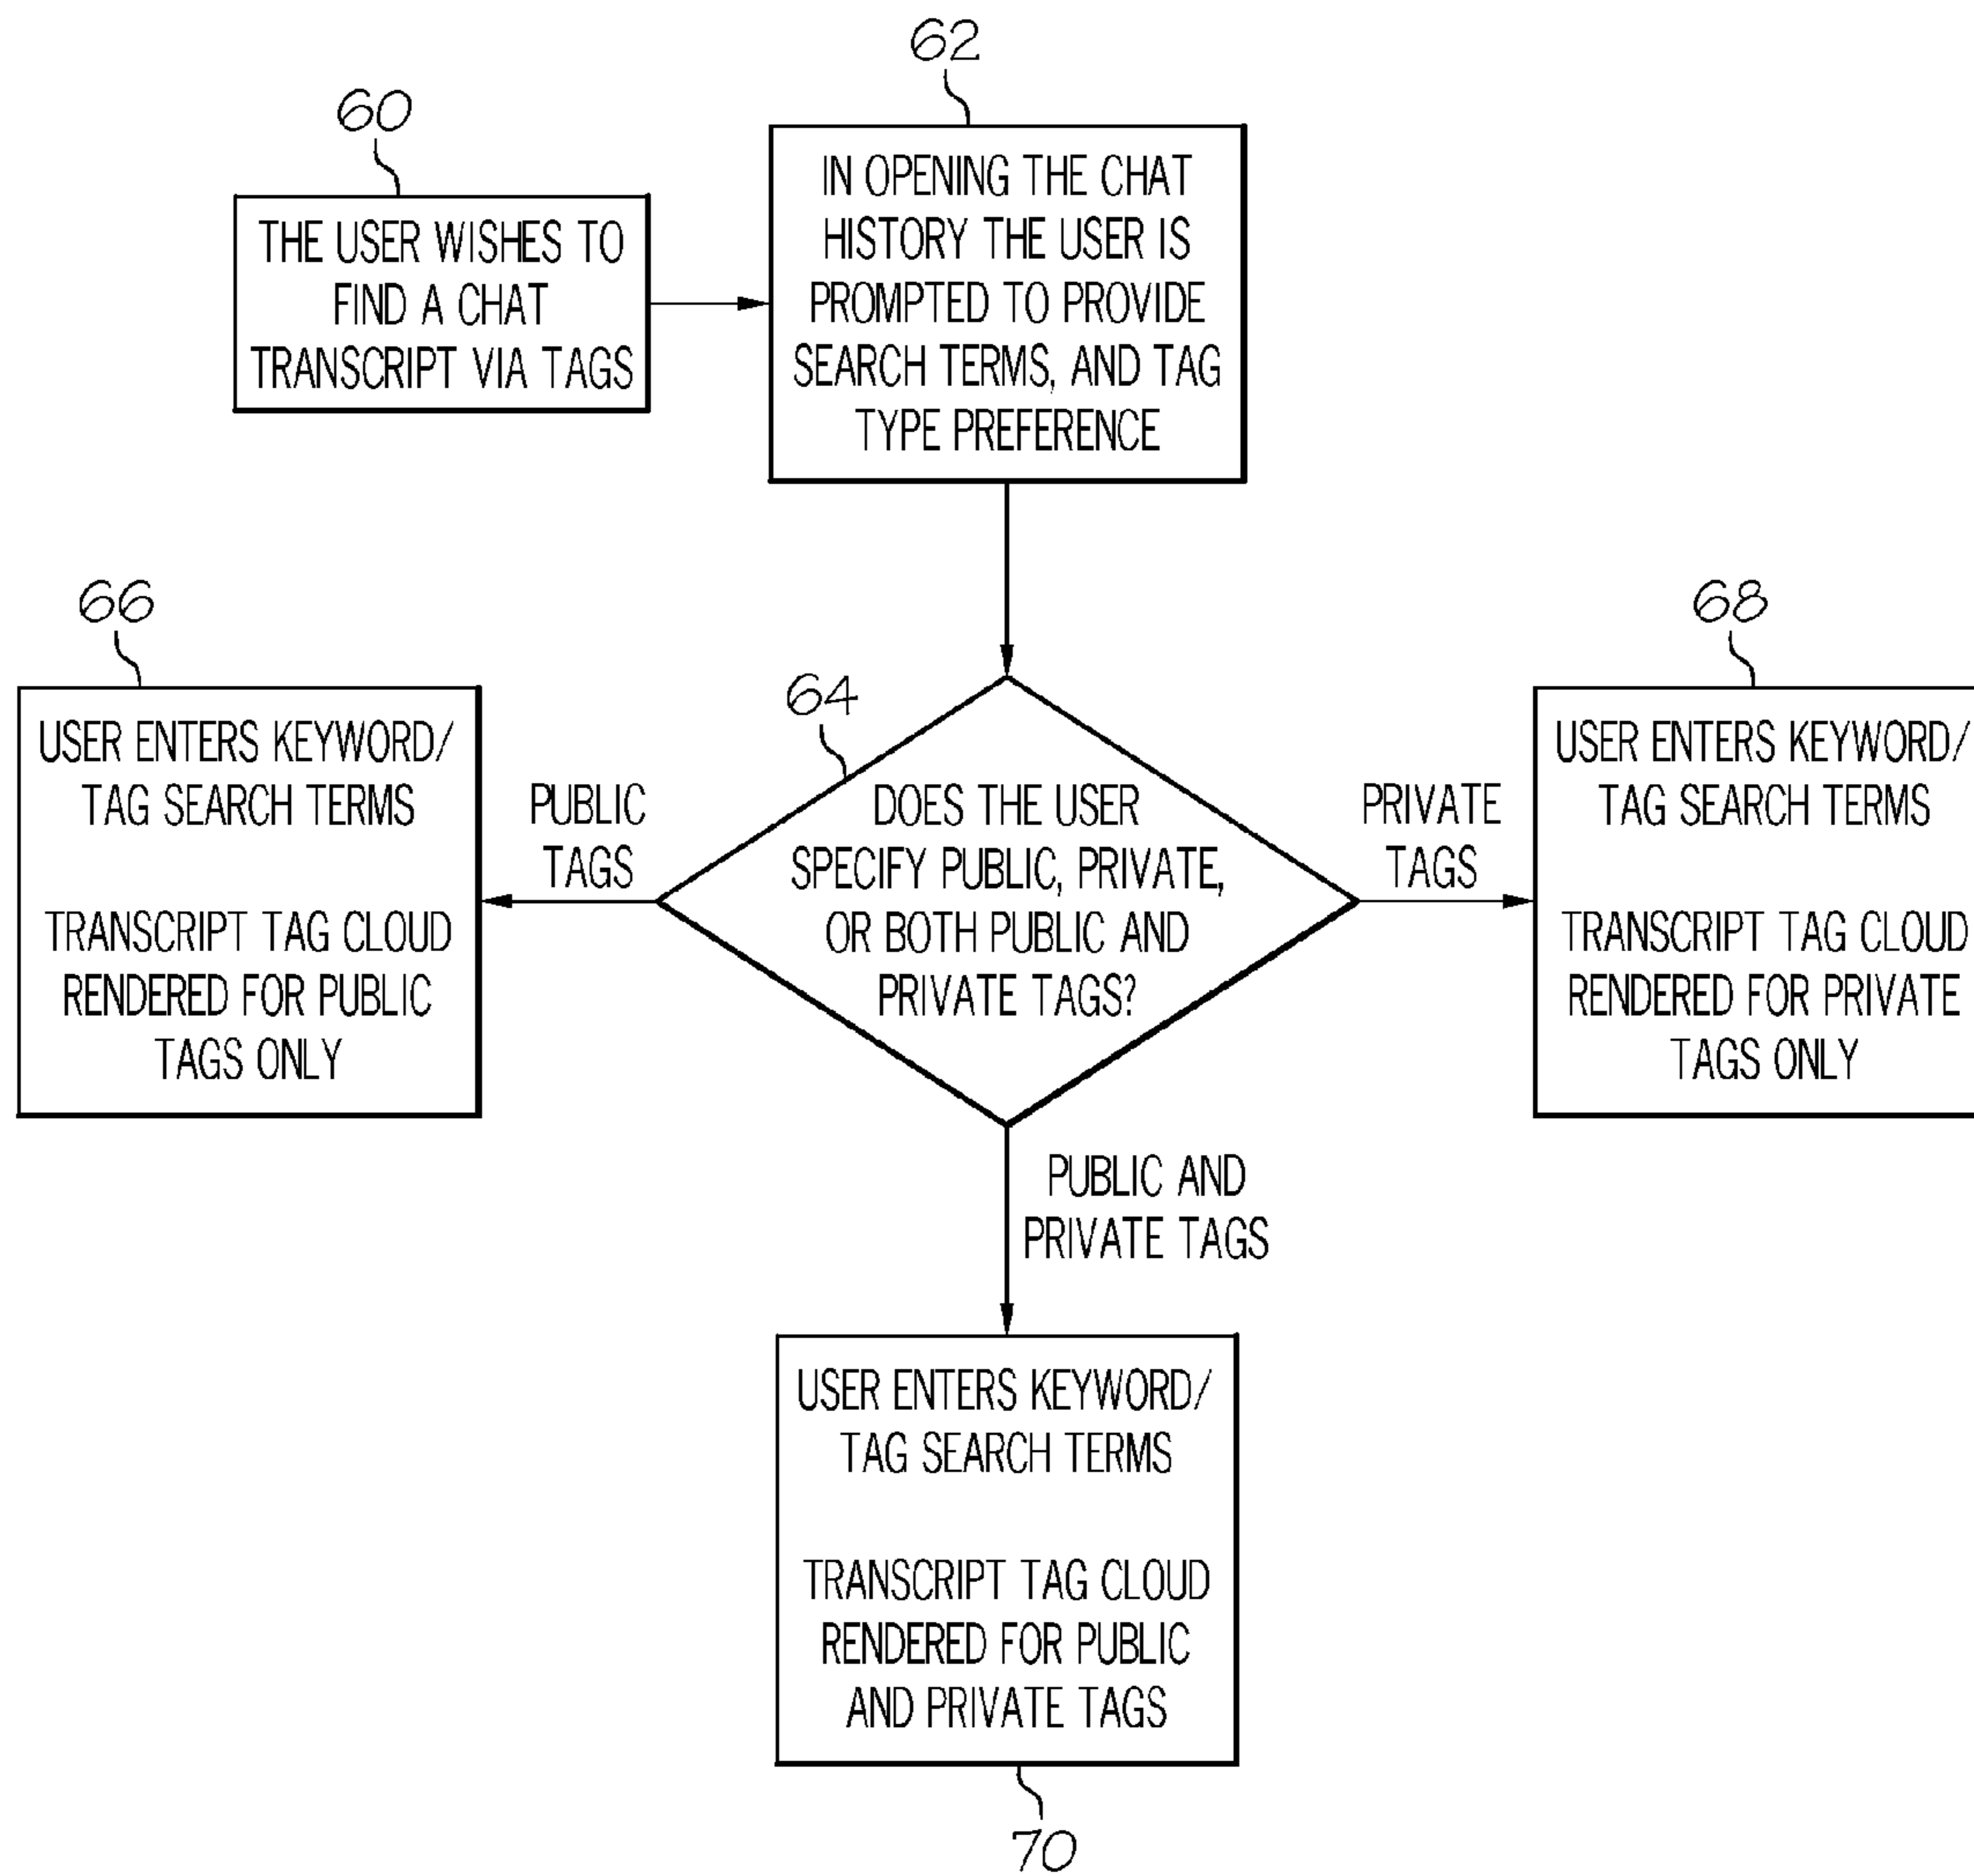 62
60
IN OPENING THE CHAT
HISTORY THE USER IS
PROMPTED TO PROVIDE
SEARCH TERMS, AND TAG
TYPE PREFERENCE
THE USER WISHES TO
FIND A CHAT
TRANSCRIPT VIA TAGS
66
USER ENTERS KEYWORD/
TAG SEARCH TERMS
TRANSCRIPT TAG CLOUD
RENDERED FOR PUBLIC
TAGS ONLY
PUBLIC
TAGS
64
DOES THE USER
SPECIFY PUBLIC, PRIVATE,
OR BOTH PUBLIC AND
PRIVATE TAGS?
PRIVATE
TAGS
68
USER ENTERS KEYWORD/
TAG SEARCH TERMS
TRANSCRIPT TAG CLOUD
RENDERED FOR PRIVATE
TAGS ONLY
PUBLIC AND
PRIVATE TAGS
USER ENTERS KEYWORD/
TAG SEARCH TERMS
TRANSCRIPT TAG CLOUD
RENDERED FOR PUBLIC
AND PRIVATE TAGS
70